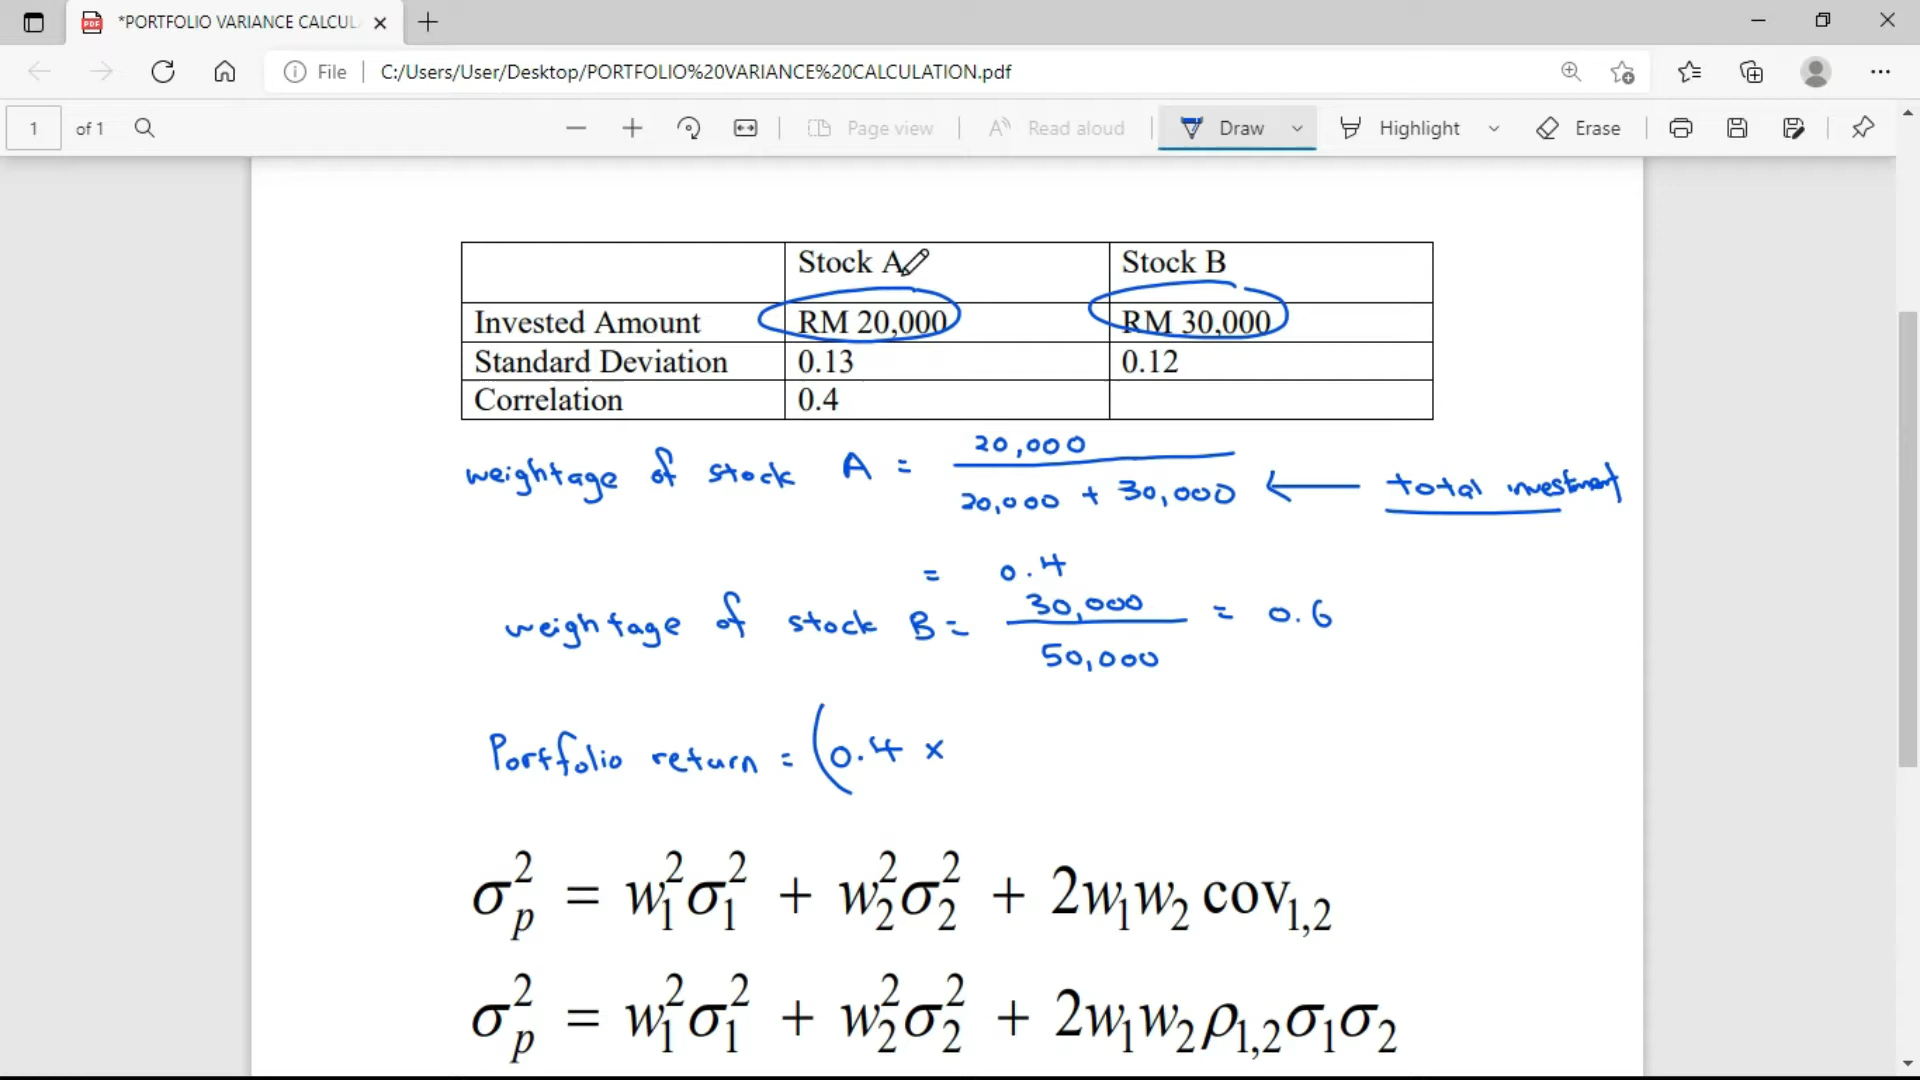 *PORTFOLIO VARIANCE CALCUL
File C:/Users/User/Desktop/PORTFOLIO%20VARIANCE%20CALCULATION.pdf
1 of 1 Page view Read aloud Draw Highlight Erase
Stock A Stock B
Invested Amount RM 20,000 RM 30,000
Standard Deviation 0.13 0.12
Correlation 0.4
weightage of stock A = 20,000 / 20,000 + 30,000 ← total investment
= 0.4
weightage of stock B = 30,000 / 50,000 = 0.6
Portfolio return = (0.4 x
σ²p = w₁²σ₁² + w₂²σ₂² + 2w₁w₂ cov₁,₂
σ²p = w₁²σ₁² + w₂²σ₂² + 2w₁w₂ρ₁,₂σ₁σ₂